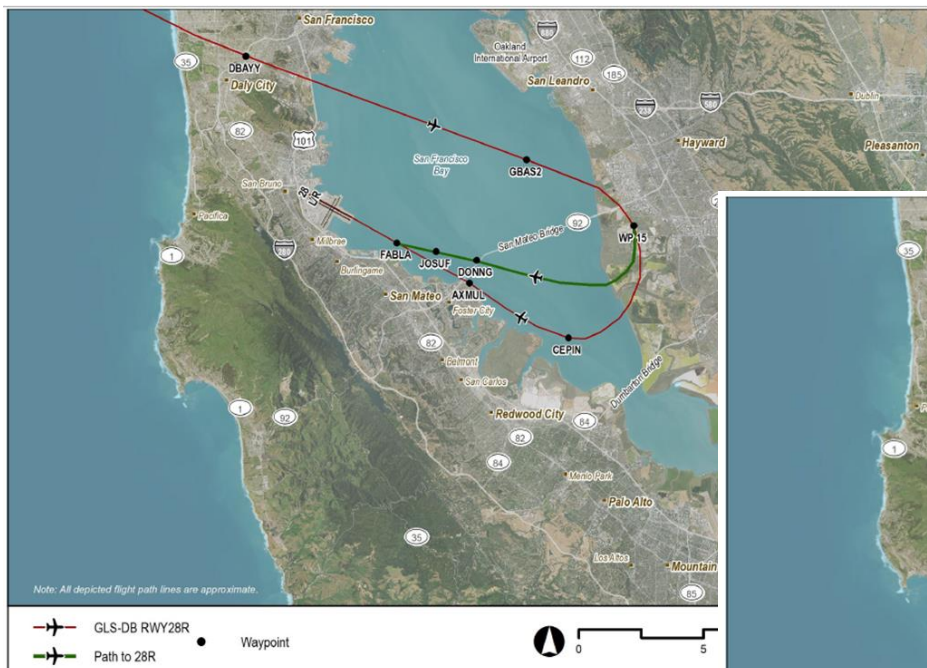 San Francisco
35
DBAYY
Daly City
82
101
San Bruno
28
L/R
Pacifica
1
Millbrae
Burlingame
Oakland
International Airport
880
112
185
San Leandro
238
580
Dublin
Hayward
Pleasanton
San Francisco
Bay
GBAS2
92
San Mateo Bridge
WP 15
FABLA
JOSUF
DONNG
AXMUL
San Mateo
Foster City
CEPIN
82
Belmont
San Carlos
Dumbarton Bridge
1
92
Redwood City
84
82
84
Menlo Park
Palo Alto
35
Los Altos
Mountain
85
35
1
Note: All depicted flight path lines are approximate.
GLS-DB RWY28R
Path to 28R
Waypoint
0
5